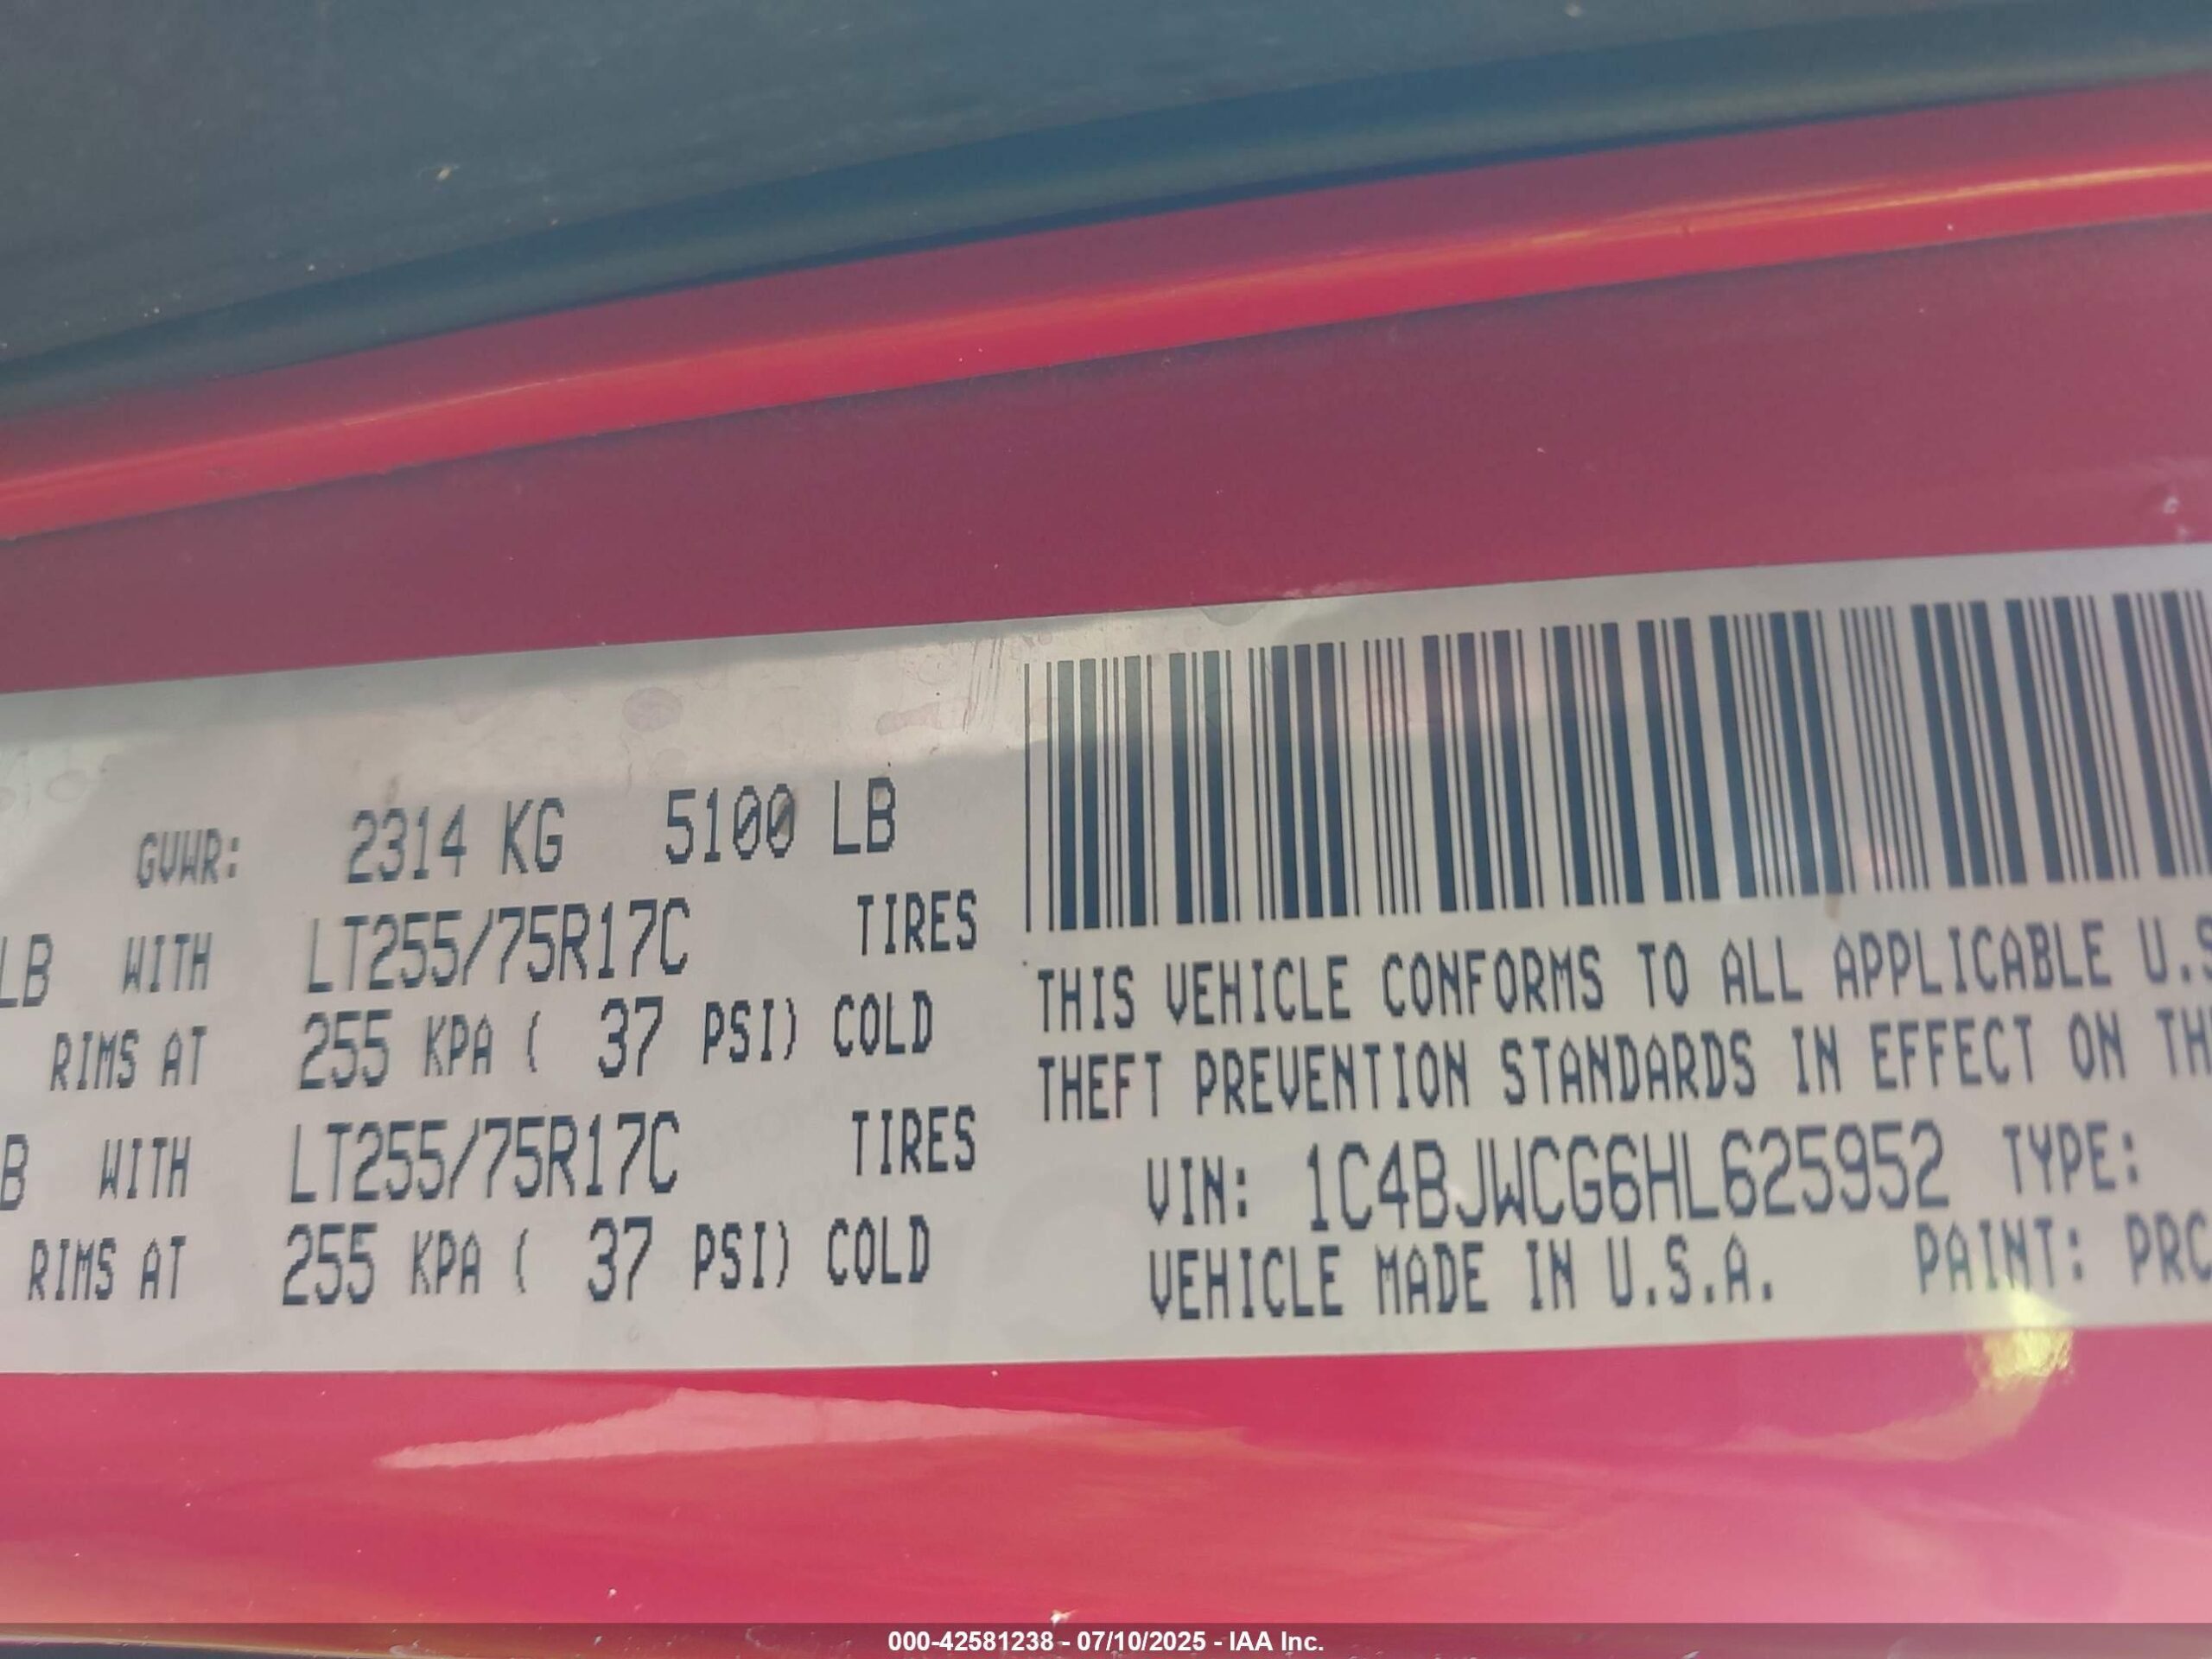 GVWR: 2314 KG 5100 LB
LB WITH LT255/75R17C TIRES
RIMS AT 255 KPA ( 37 PSI) COLD
B WITH LT255/75R17C TIRES
RIMS AT 255 KPA ( 37 PSI) COLD
THIS VEHICLE CONFORMS TO ALL APPLICABLE U.S
THEFT PREVENTION STANDARDS IN EFFECT ON TH
VIN: 1C4BJWCG6HL625952 TYPE:
VEHICLE MADE IN U.S.A. PAINT: PRC
000-42581238 - 07/10/2025 - IAA Inc.